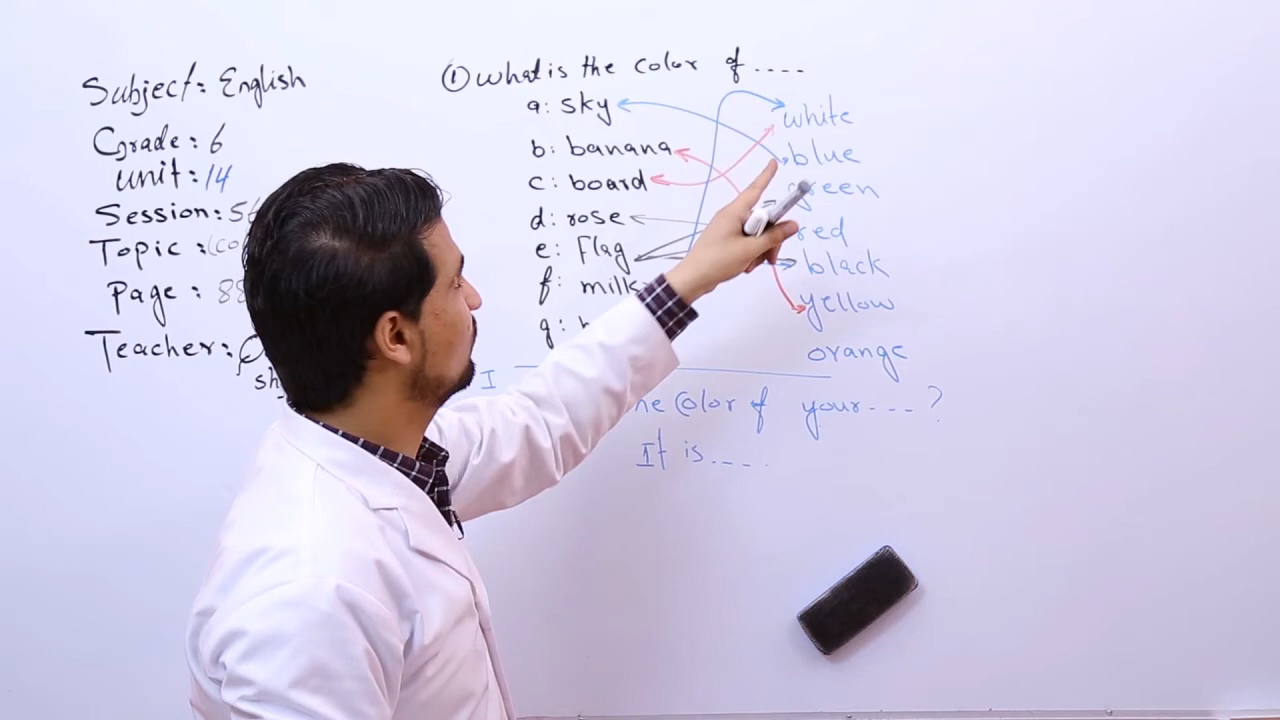 Subject: English
Grade: 6
Unit: 14
Session:
Topic:
Page:
Teacher:
① What is the color of ....
a: sky
b: banana
c: board
d: rose
e: Flag
f: milk
g:
white
blue
green
red
black
yellow
orange
I
color of your --- ?
It is ....